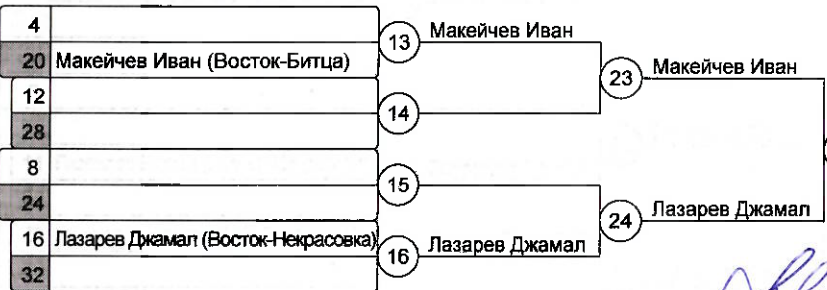 4
20 Макейчев Иван (Восток-Битца)
12
28
8
24
16 Лазарев Джамал (Восток-Некрасовка)
32
13 Макейчев Иван
14
15
16 Лазарев Джамал
23 Макейчев Иван
24 Лазарев Джамал